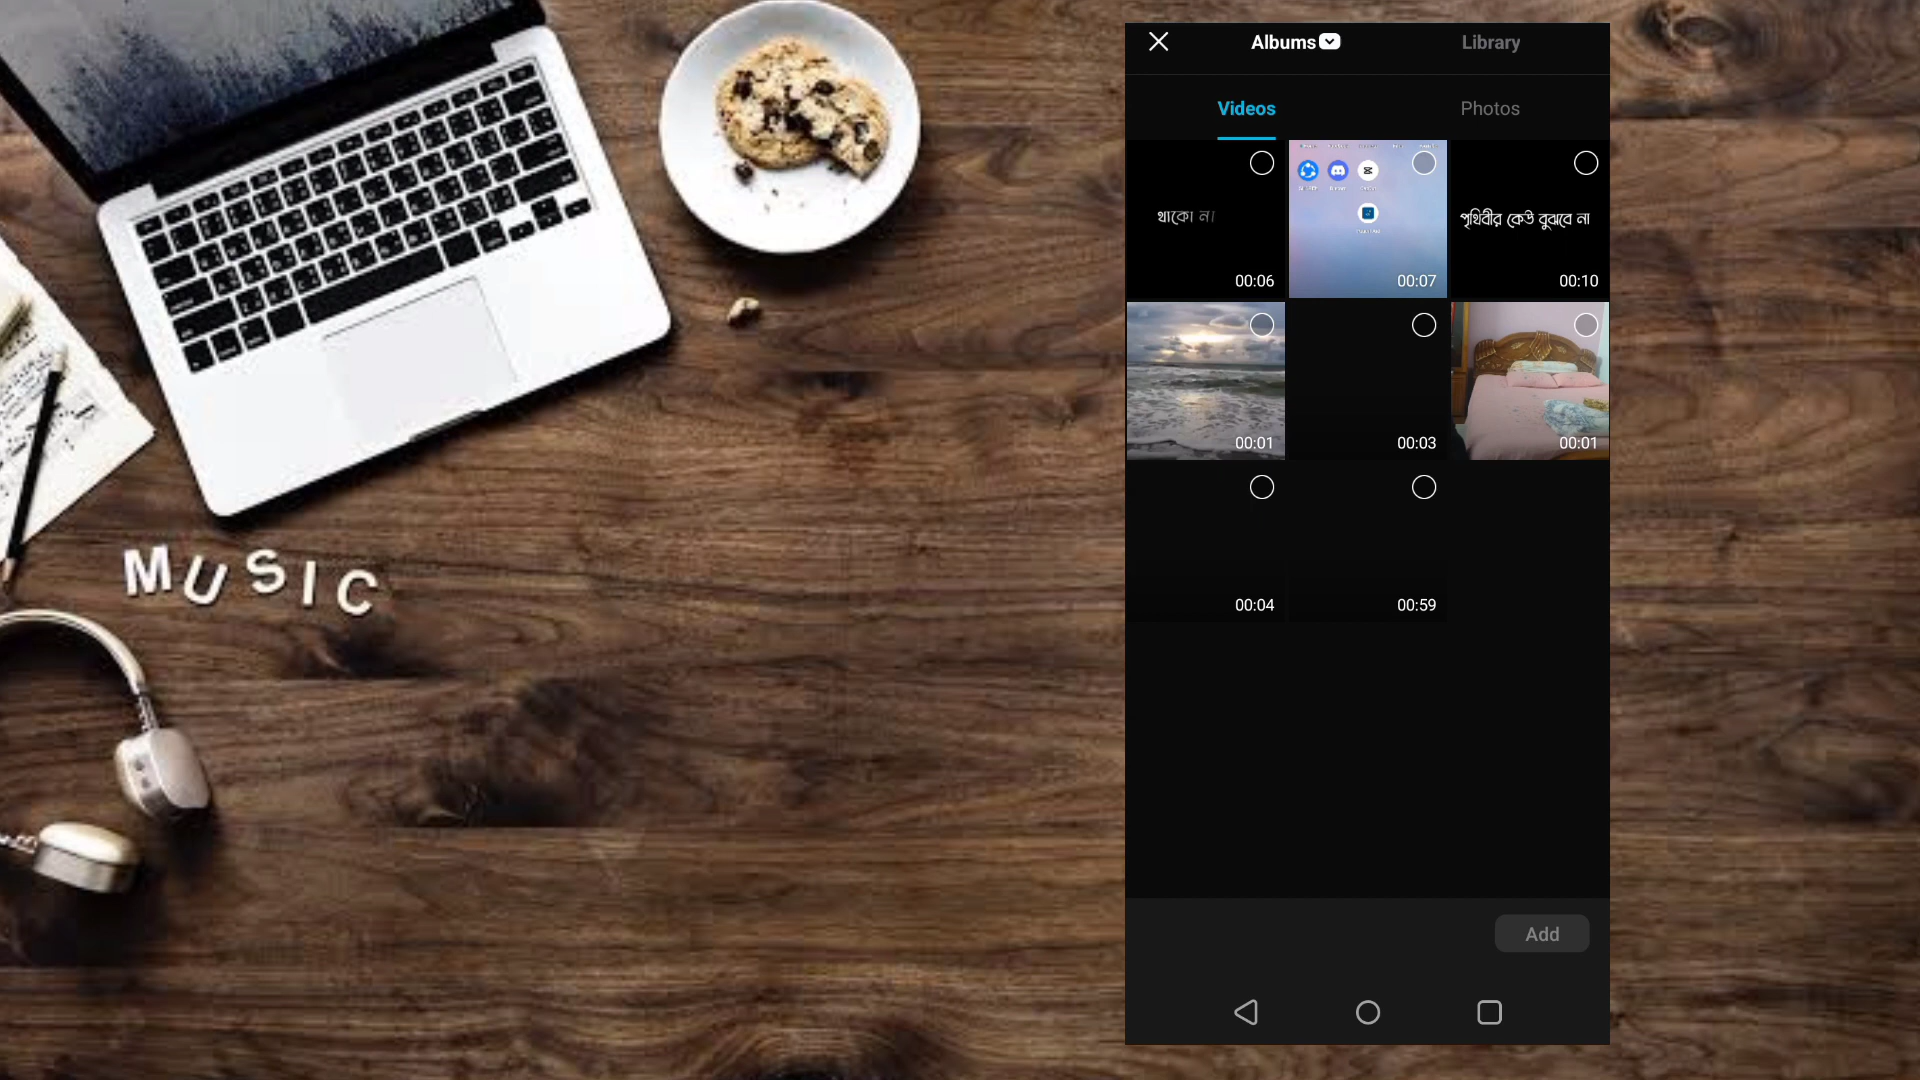 Albums
Library
Videos
Photos
থাকো না
00:06
00:07
পৃথিবীর কেউ বুঝবে না
00:10
00:01
00:03
00:01
00:04
00:59
MUSIC
Add